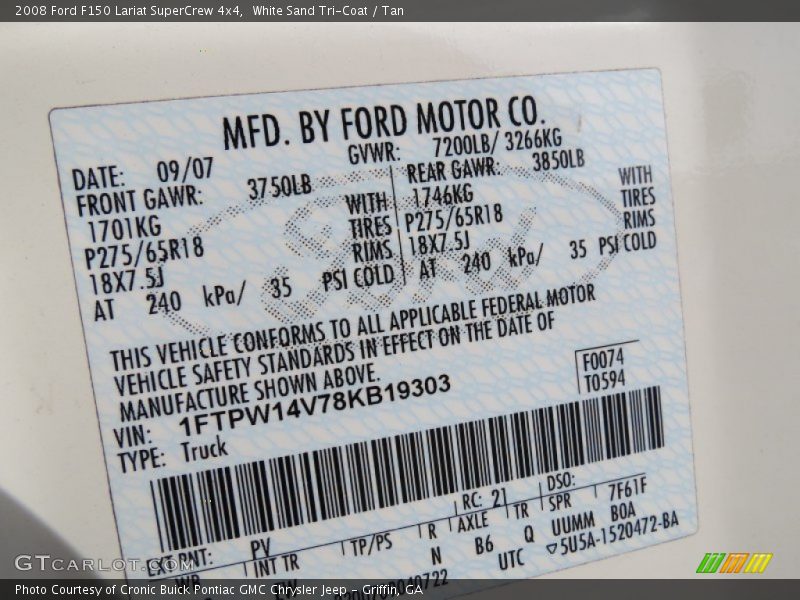 2008 Ford F150 Lariat SuperCrew 4x4, White Sand Tri-Coat / Tan
MFD. BY FORD MOTOR CO.
DATE: 09/07 GVWR: 7200LB/ 3266KG
FRONT GAWR: 3750LB REAR GAWR: 3850LB
1701KG WITH 1746KG WITH
P275/65R18 TIRES P275/65R18 TIRES
18X7.5J RIMS 18X7.5J RIMS
AT 240 kPa/ 35 PSI COLD AT 240 kPa/ 35 PSI COLD
THIS VEHICLE CONFORMS TO ALL APPLICABLE FEDERAL MOTOR
VEHICLE SAFETY STANDARDS IN EFFECT ON THE DATE OF
MANUFACTURE SHOWN ABOVE.
F0074
T0594
VIN: 1FTPW14V78KB19303
TYPE: Truck
EXT PNT: PV RC: 21 DSO:
INT TR TP/PS R AXLE TR SPR 7F61F
N B6 Q UUMM B0A
UTC 5U5A-1520472-BA
GTcarlot.com
Photo Courtesy of Cronic Buick Pontiac GMC Chrysler Jeep - Griffin,GA